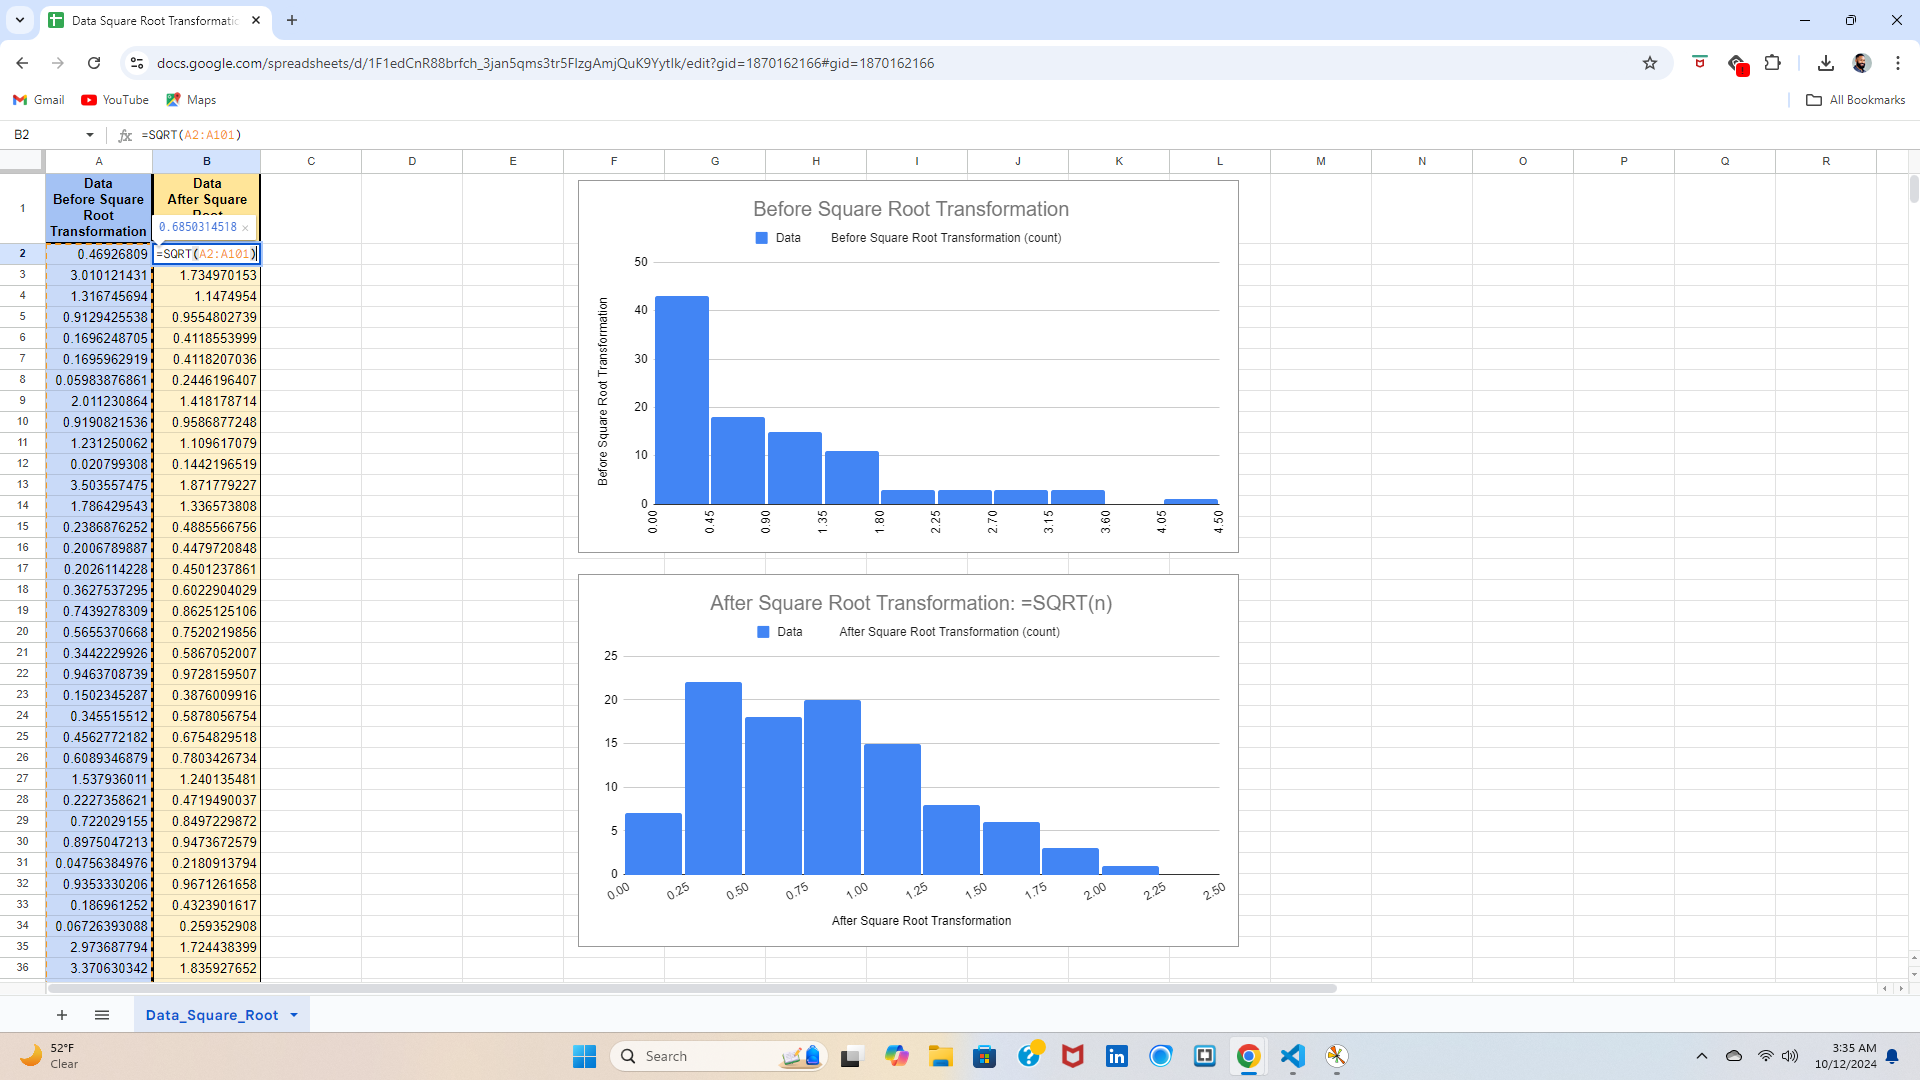 Data Square Root Transformatic
docs.google.com/spreadsheets/d/1F1edCnR88brfch_3jan5qms3tr5FlzgAmjQuK9YytIk/edit?gid=1870162166#gid=1870162166
Gmail YouTube Maps All Bookmarks
B2 fx =SQRT(A2:A101)
A B C D E F G H I J K L M N O P Q R
1
Data
Before Square
Root
Transformation
Data
After Square
0.6850314518 ×
2 0.46926809 =SQRT(A2:A101)
3 3.010121431 1.734970153
4 1.316745694 1.1474954
5 0.9129425538 0.9554802739
6 0.1696248705 0.4118553999
7 0.1695962919 0.4118207036
8 0.05983876861 0.2446196407
9 2.011230864 1.418178714
10 0.9190821536 0.9586877248
11 1.231250062 1.109617079
12 0.020799308 0.1442196519
13 3.503557475 1.871779227
14 1.786429543 1.336573808
15 0.2386876252 0.4885566756
16 0.2006789887 0.4479720848
17 0.2026114228 0.4501237861
18 0.3627537295 0.6022904029
19 0.7439278309 0.8625125106
20 0.5655370668 0.7520219856
21 0.3442229926 0.5867052007
22 0.9463708739 0.9728159507
23 0.1502345287 0.3876009916
24 0.345515512 0.5878056754
25 0.4562772182 0.6754829518
26 0.6089346879 0.7803426734
27 1.537936011 1.240135481
28 0.2227358621 0.4719490037
29 0.722029155 0.8497229872
30 0.8975047213 0.9473672579
31 0.04756384976 0.2180913794
32 0.9353330206 0.9671261658
33 0.186961252 0.4323901617
34 0.06726393088 0.259352908
35 2.973687794 1.724438399
36 3.370630342 1.835927652
Before Square Root Transformation
Data Before Square Root Transformation (count)
Before Square Root Transformation
50
40
30
20
10
0
0.00 0.45 0.90 1.35 1.80 2.25 2.70 3.15 3.60 4.05 4.50
After Square Root Transformation: =SQRT(n)
Data After Square Root Transformation (count)
25
20
15
10
5
0
0.00 0.25 0.50 0.75 1.00 1.25 1.50 1.75 2.00 2.25 2.50
After Square Root Transformation
Data_Square_Root
52°F
Clear
Search
3:35 AM
10/12/2024